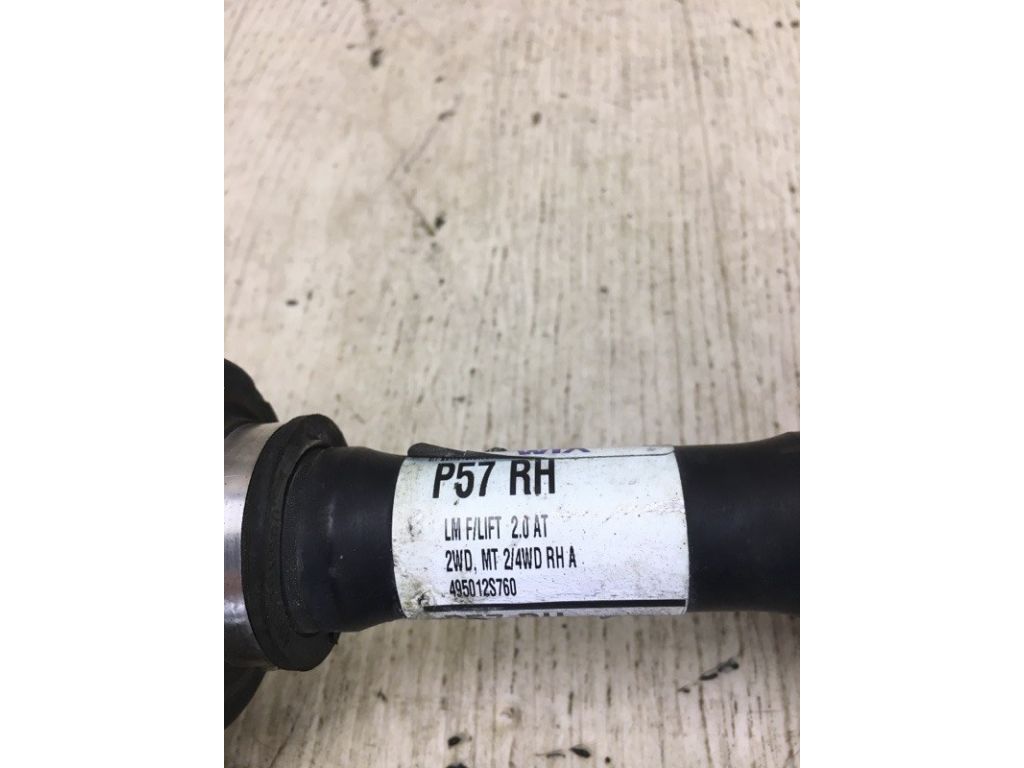 P57 RH
LM F/LIFT 2.0 AT
2WD, MT 2/4WD RH A
495012S760